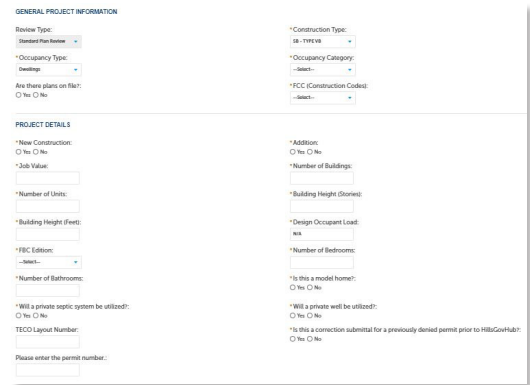 GENERAL PROJECT INFORMATION
Review Type:
Standard Plan Review
*Construction Type:
5B - TYPE VB
*Occupancy Type:
Dwellings
*Occupancy Category:
--Select--
Are there plans on file?:
Yes No
*FCC (Construction Codes):
--Select--
PROJECT DETAILS
*New Construction:
Yes No
*Addition:
Yes No
*Job Value:
*Number of Buildings:
*Number of Units:
*Building Height (Stories):
*Building Height (Feet):
*Design Occupant Load:
N/A
*FBC Edition:
--Select--
*Number of Bedrooms:
*Number of Bathrooms:
*Is this a model home?:
Yes No
*Will a private septic system be utilized?:
Yes No
*Will a private well be utilized?:
Yes No
TECO Layout Number:
*Is this a correction submittal for a previously denied permit prior to HillsGovHub?:
Yes No
Please enter the permit number.: